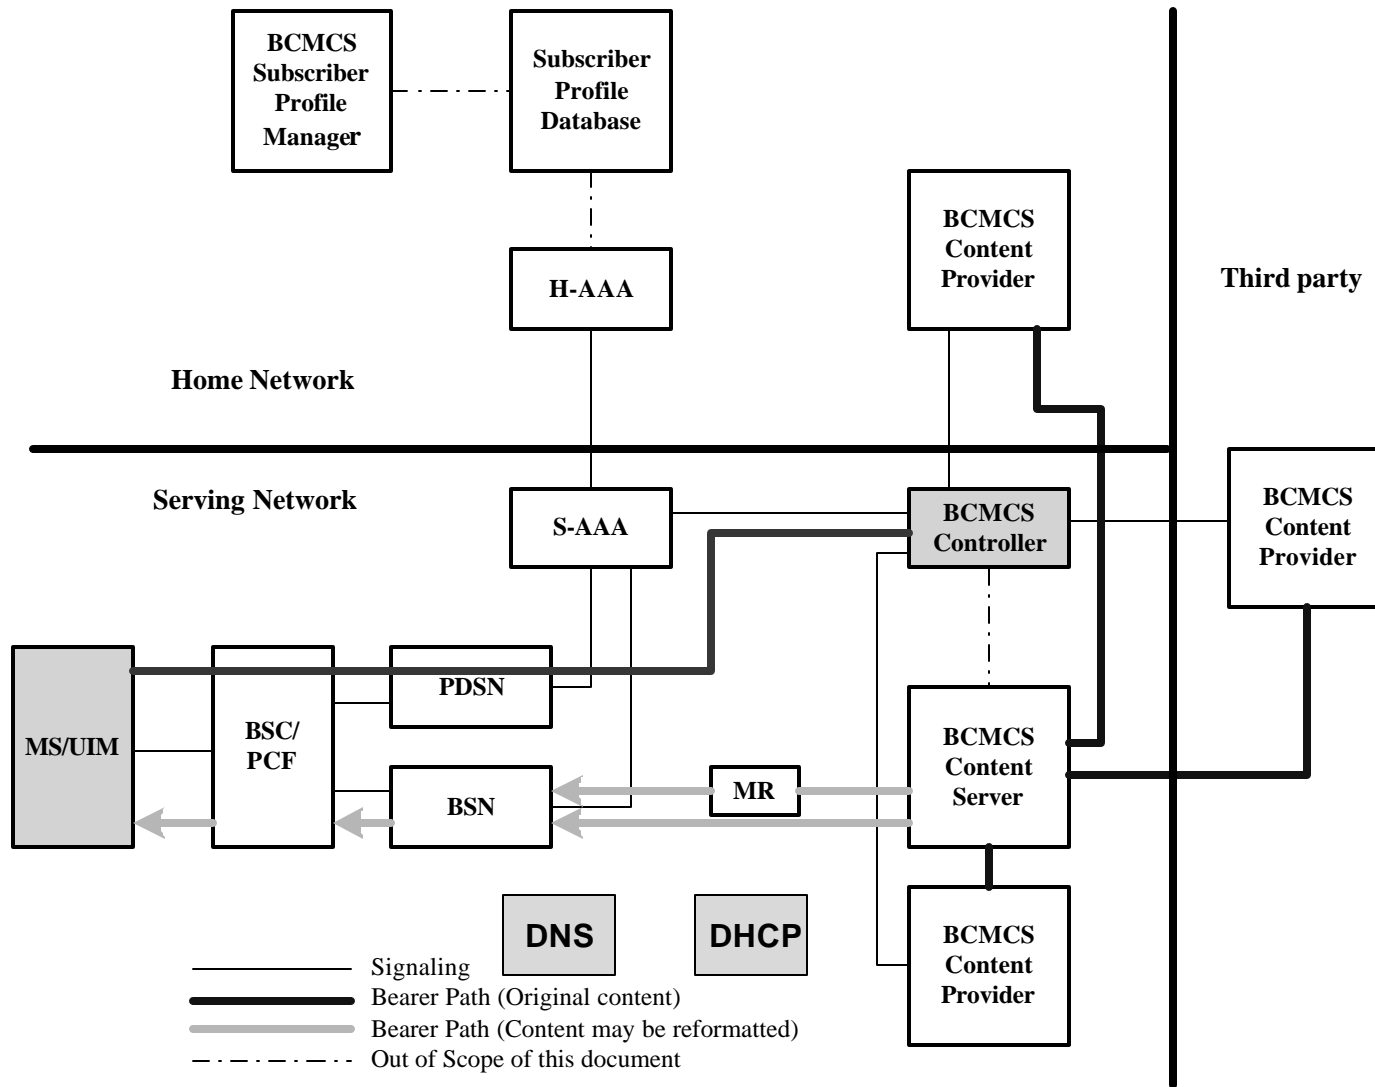 BCMCS
Subscriber
Profile
Manager
Subscriber
Profile
Database
BCMCS
Content
Provider
H-AAA
Third party
Home Network
Serving Network
S-AAA
BCMCS
Controller
BCMCS
Content
Provider
MS/UIM
BSC/
PCF
PDSN
BSN
MR
BCMCS
Content
Server
DNS
DHCP
BCMCS
Content
Provider
Signaling
Bearer Path (Original content)
Bearer Path (Content may be reformatted)
Out of Scope of this document